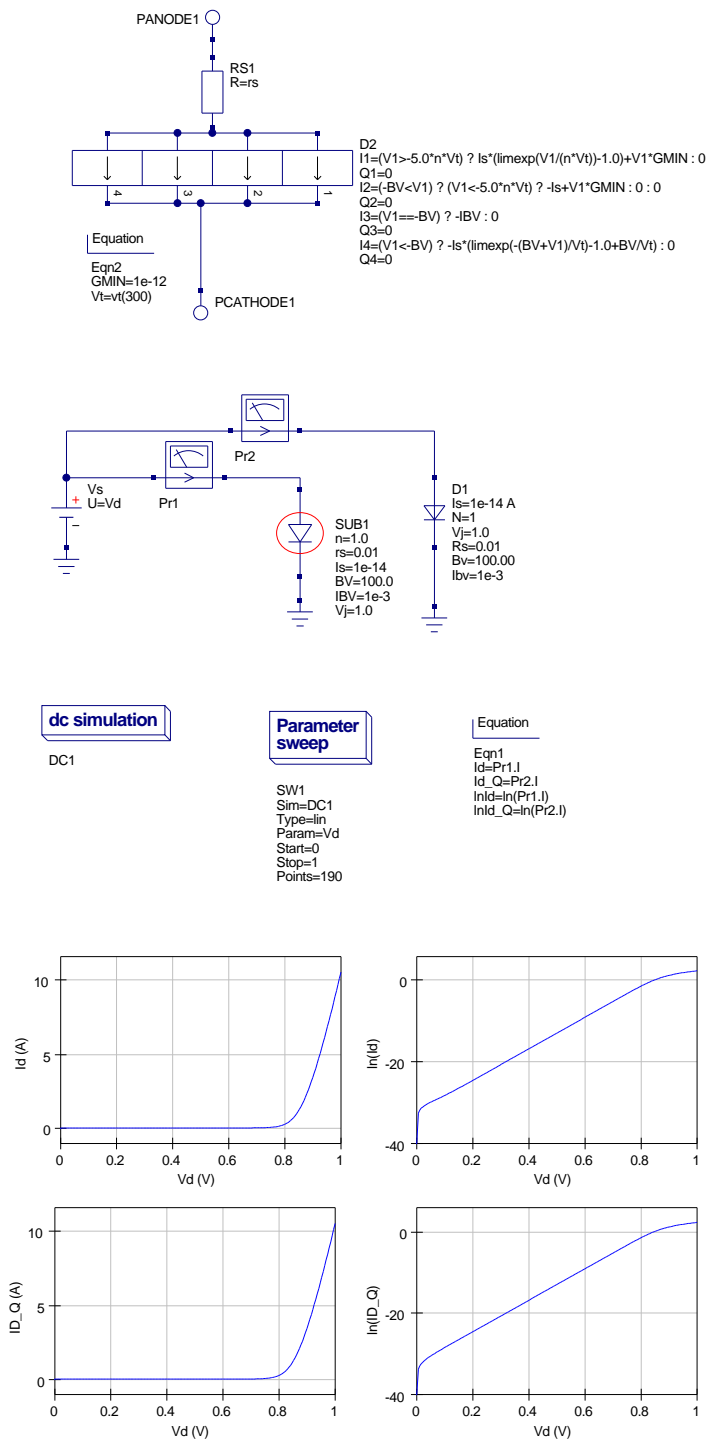 PANODE1
RS1
R=rs
D2
I1=(V1>-5.0*n*Vt) ? Is*(limexp(V1/(n*Vt))-1.0)+V1*GMIN : 0
Q1=0
I2=(-BV<V1) ? (V1<-5.0*n*Vt) ? -Is+V1*GMIN : 0 : 0
Q2=0
I3=(V1==-BV) ? -IBV : 0
Q3=0
I4=(V1<-BV) ? -Is*(limexp(-(BV+V1)/Vt)-1.0+BV/Vt) : 0
Q4=0
4 3 2 1
Equation
Eqn2
GMIN=1e-12
Vt=vt(300)
PCATHODE1
Pr2
Pr1
Vs
U=Vd
+
−
SUB1
n=1.0
rs=0.01
Is=1e-14
BV=100.0
IBV=1e-3
Vj=1.0
D1
Is=1e-14 A
N=1
Vj=1.0
Rs=0.01
Bv=100.00
Ibv=1e-3
dc simulation
DC1
Parameter
sweep
SW1
Sim=DC1
Type=lin
Param=Vd
Start=0
Stop=1
Points=190
Equation
Eqn1
Id=Pr1.I
Id_Q=Pr2.I
lnId=ln(Pr1.I)
lnId_Q=ln(Pr2.I)
10
5
0
Id (A)
0 0.2 0.4 0.6 0.8 1
Vd (V)
0
-20
-40
ln(Id)
0 0.2 0.4 0.6 0.8 1
Vd (V)
10
5
0
ID_Q (A)
0 0.2 0.4 0.6 0.8 1
Vd (V)
0
-20
-40
ln(ID_Q)
0 0.2 0.4 0.6 0.8 1
Vd (V)